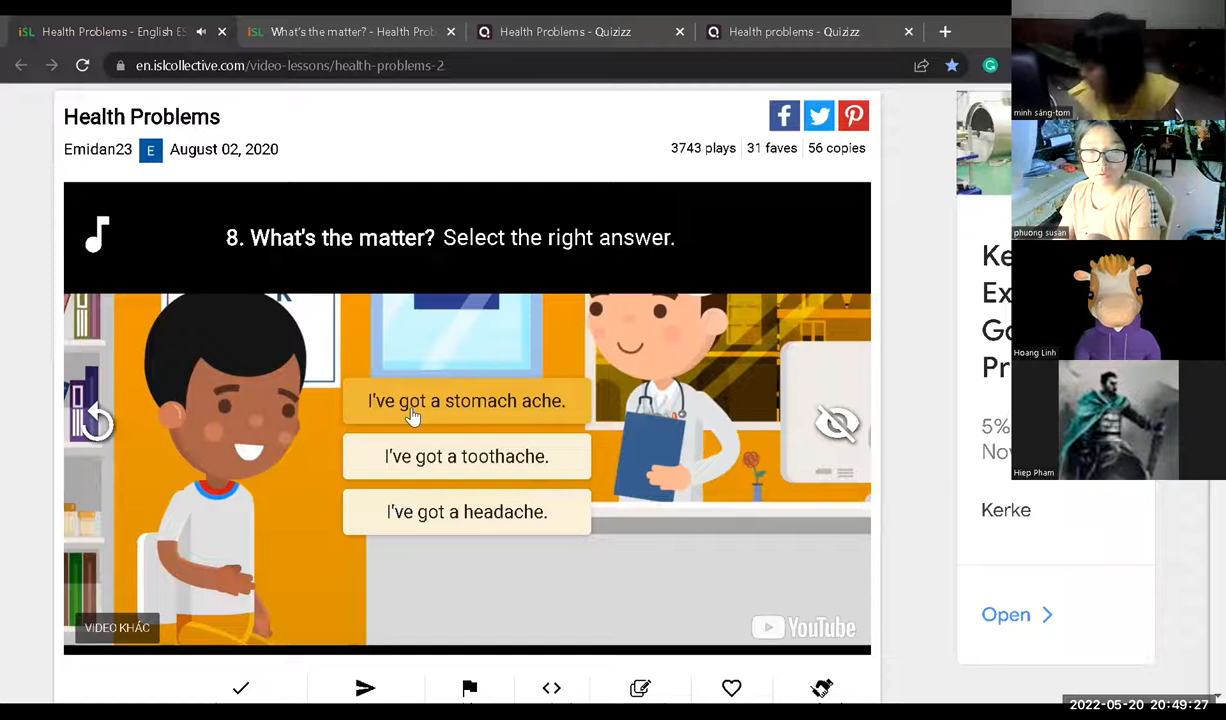 iSL Health Problems - English ES
iSL What's the matter? - Health Prob
Health Problems - Quizizz
Health problems - Quizizz
en.islcollective.com/video-lessons/health-problems-2
Health Problems
Emidan23 E August 02, 2020
3743 plays 31 faves 56 copies
8. What's the matter? Select the right answer.
I've got a stomach ache.
I've got a toothache.
I've got a headache.
VIDEO KHÁC
YouTube
minh sáng-tom
phuong susan
Hoang Linh
Hiep Pham
Ke
Ex
Go
Pr
5%
No
Kerke
Open
2022-05-20 20:49:27